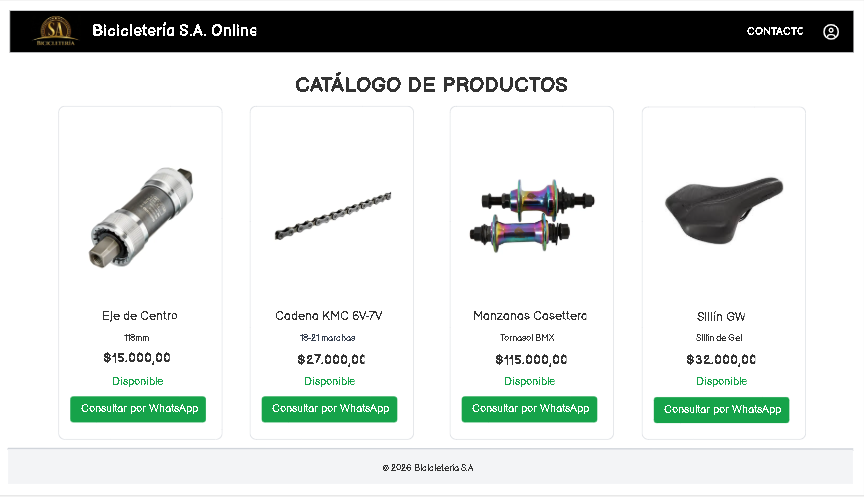 SA
BICICLETERIA
Bicicletería S.A. Online
CONTACTO
CATÁLOGO DE PRODUCTOS
Eje de Centro
118mm
$15.000,00
Disponible
Consultar por WhatsApp
Cadena KMC 6V-7V
18-21 marchas
$27.000,00
Disponible
Consultar por WhatsApp
Manzanas Casettero
Tornasol BMX
$115.000,00
Disponible
Consultar por WhatsApp
Sillín GW
Sillín de Gel
$32.000,00
Disponible
Consultar por WhatsApp
© 2026 Bicicletería S.A